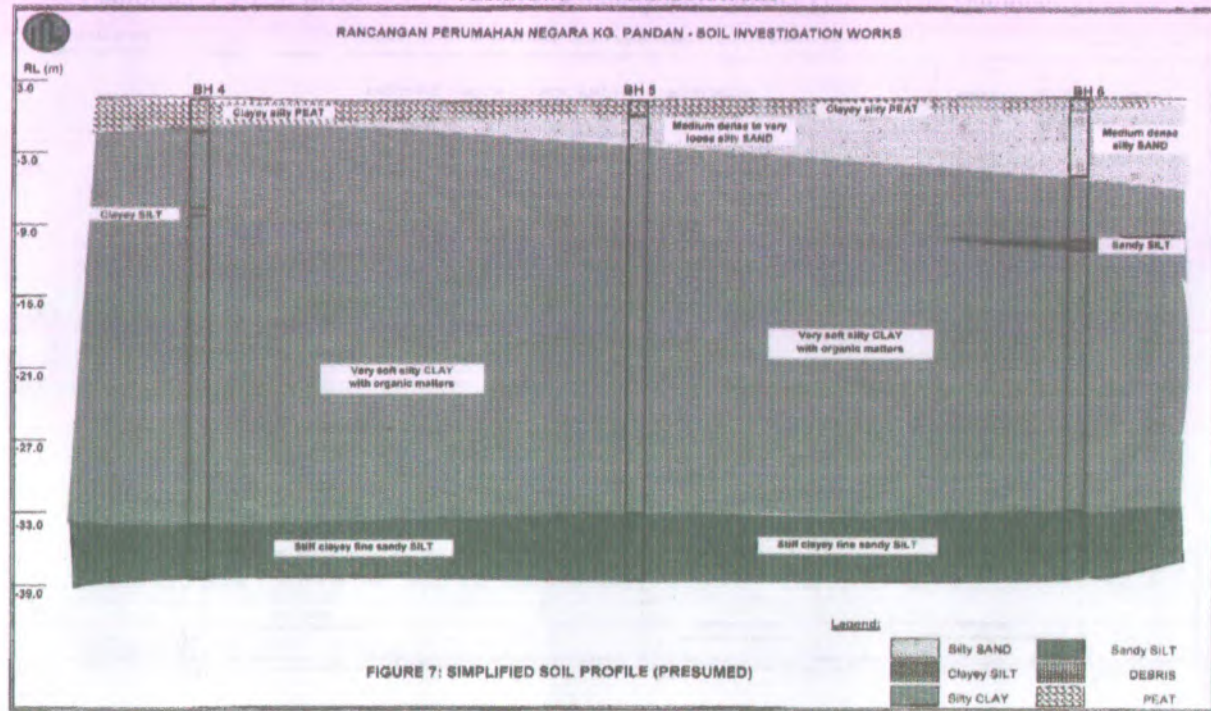 RANCANGAN PERUMAHAN NEGARA KG. PANDAN - SOIL INVESTIGATION WORKS
RL (m)
3.0
BH 4
BH 5
BH 6
Clayey silty PEAT
Clayey silty PEAT
Medium dense to very
loose silty SAND
Medium dense
silty SAND
-3.0
Clayey SILT
-9.0
Sandy SILT
-15.0
Very soft silty CLAY
with organic matters
-21.0
Very soft silty CLAY
with organic matters
-27.0
-33.0
Stiff clayey fine sandy SILT
Stiff clayey fine sandy SILT
-39.0
Legend:
Silty SAND
Sandy SILT
FIGURE 7: SIMPLIFIED SOIL PROFILE (PRESUMED)
Clayey SILT
DEBRIS
Silty CLAY
PEAT